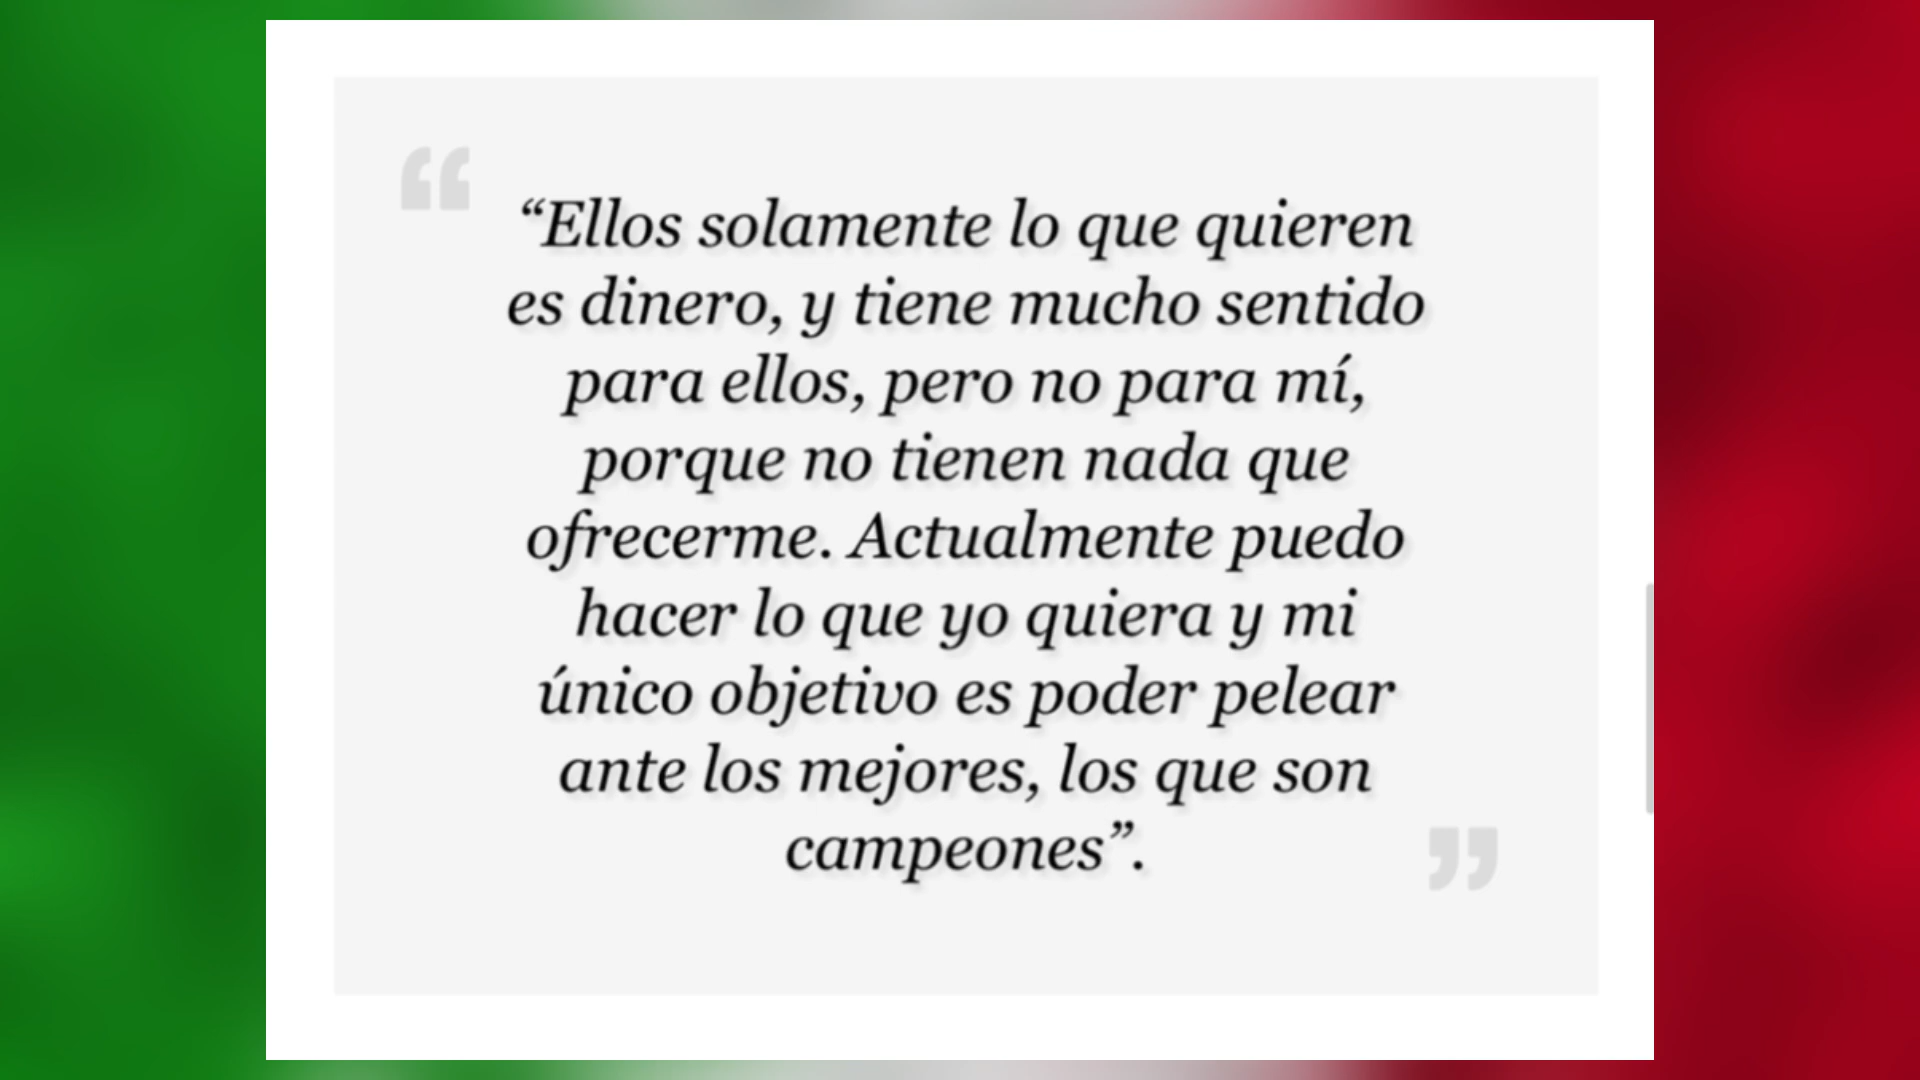 “Ellos solamente lo que quieren
es dinero, y tiene mucho sentido
para ellos, pero no para mí,
porque no tienen nada que
ofrecerme. Actualmente puedo
hacer lo que yo quiera y mi
único objetivo es poder pelear
ante los mejores, los que son
campeones”.